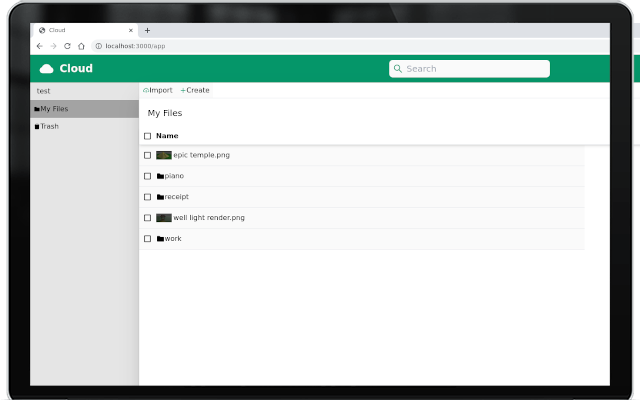 Cloud
localhost:3000/app
Cloud
Search
test
My Files
Trash
Import
Create
My Files
Name
epic temple.png
piano
receipt
well light render.png
work